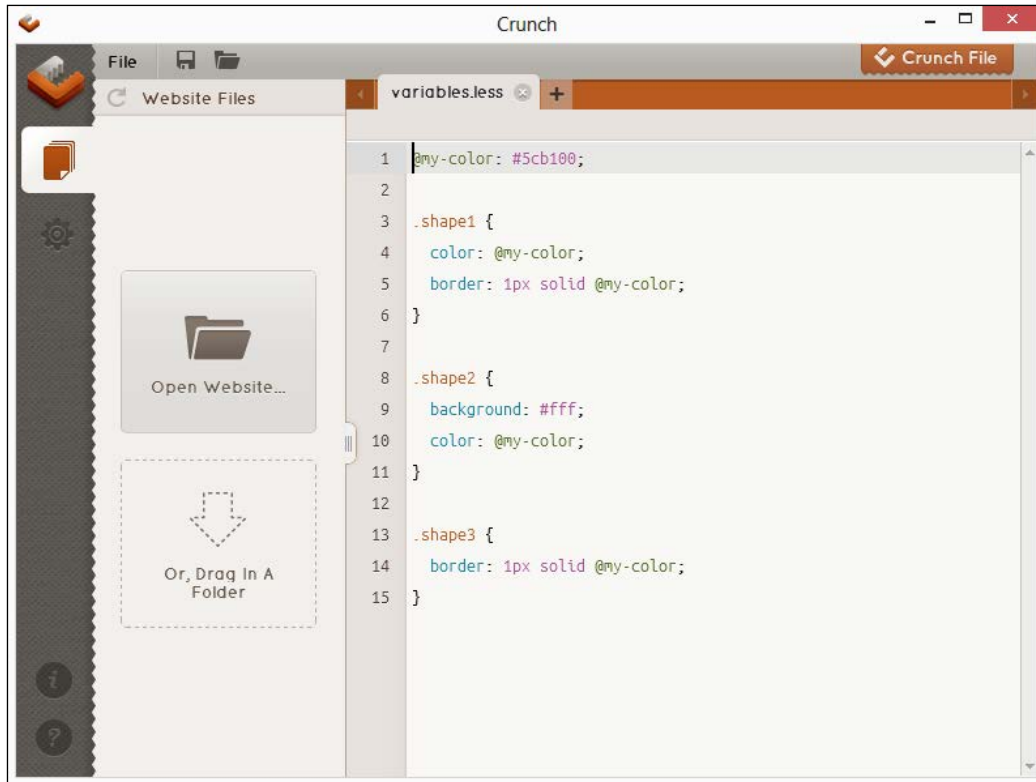 Crunch
File
Crunch File
Website Files
variables.less
Open Website...
Or, Drag In A
Folder
1 @my-color: #5cb100;
2
3 .shape1 {
4 color: @my-color;
5 border: 1px solid @my-color;
6 }
7
8 .shape2 {
9 background: #fff;
10 color: @my-color;
11 }
12
13 .shape3 {
14 border: 1px solid @my-color;
15 }